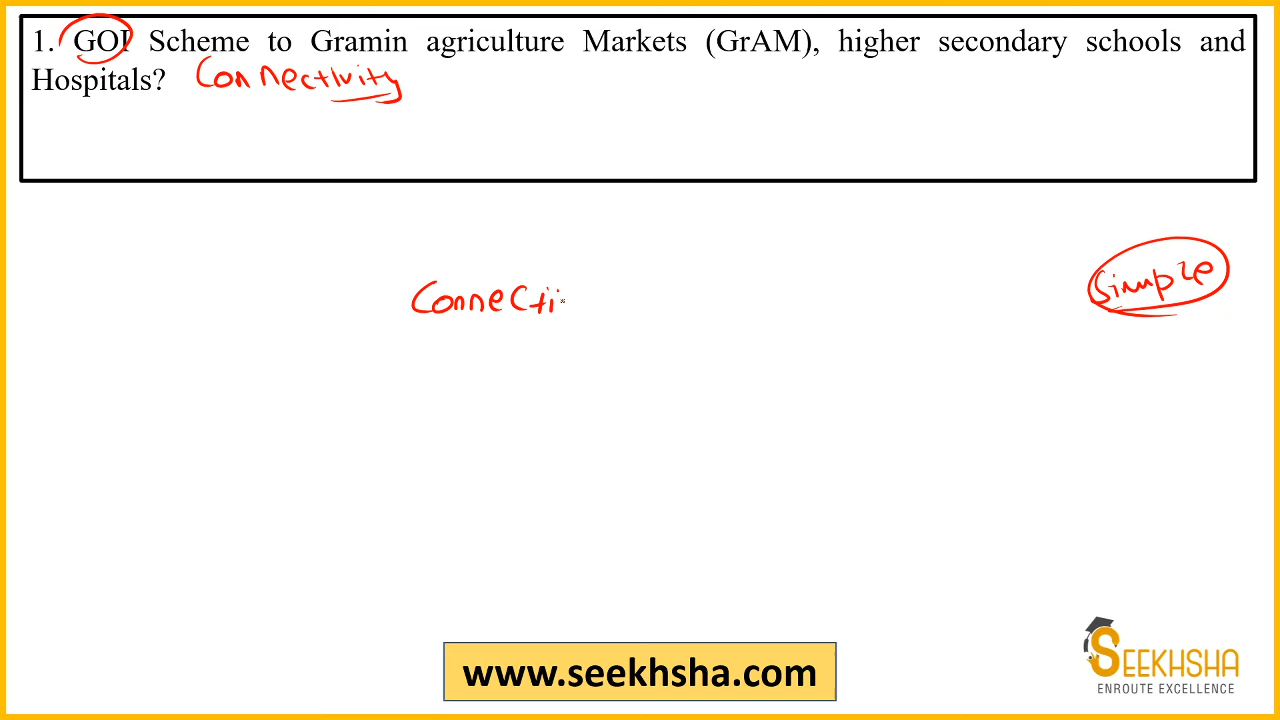 1. GOI Scheme to Gramin agriculture Markets (GrAM), higher secondary schools and
Hospitals? Connectivity
Simple
Connecti
www.seekhsha.com
SEEKHSHA
ENROUTE EXCELLENCE